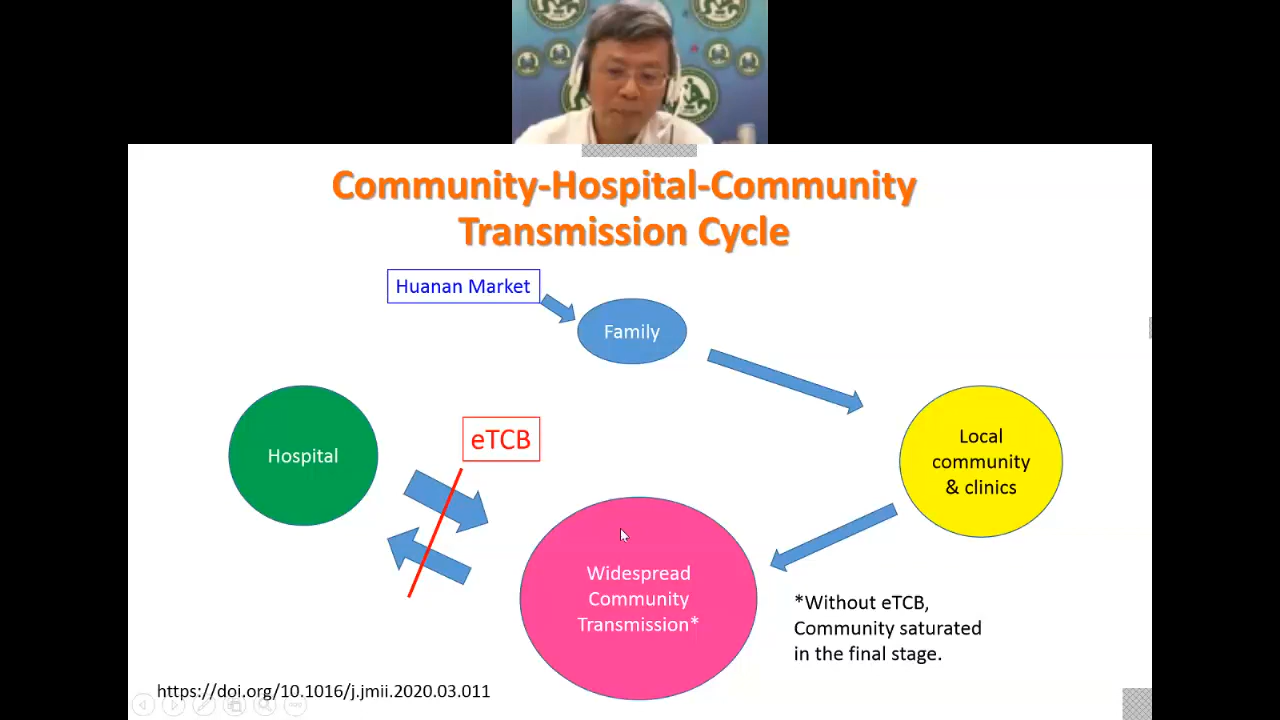 Community-Hospital-Community
Transmission Cycle
Huanan Market
Family
Hospital
eTCB
Local
community
& clinics
Widespread
Community
Transmission*
*Without eTCB,
Community saturated
in the final stage.
https://doi.org/10.1016/j.jmii.2020.03.011